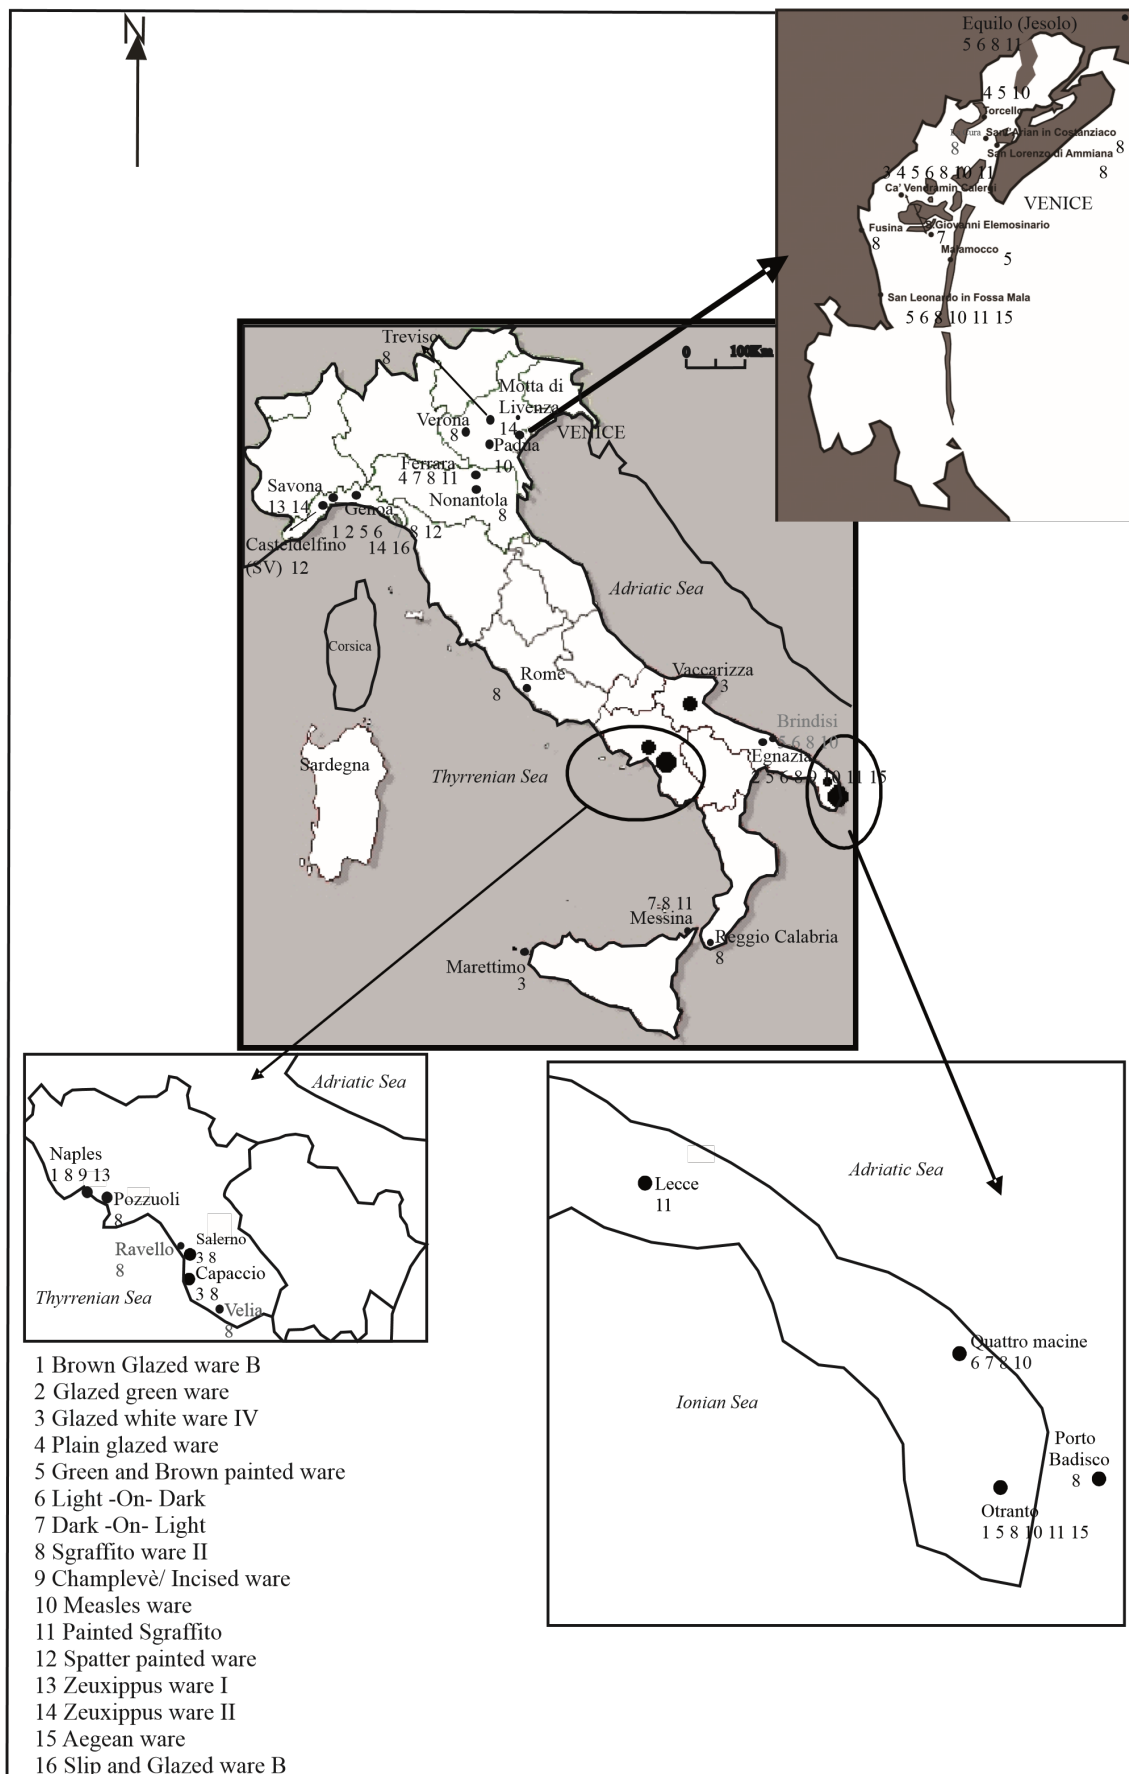 N
Equilo (Jesolo)
5 6 8 11
4 5 10
Torcello
Sant'Arian in Costanziaco
8
8
San Lorenzo di Ammiana
8
3 4 5 6 8 10 11
Ca' Vendramin Calergi
VENICE
S.Giovanni Elemosinario
Fusina
7
8
Malamocco
5
San Leonardo in Fossa Mala
5 6 8 10 11 15
Treviso
8
0 100Km
Motta di
Livenza
14
Verona
8
VENICE
Padua
10
Ferrara
4 7 8 11
Nonantola
8
Savona
13 14
Genoa
1 2 5 6 8 12
14 16
Casteldelfino
(SV) 12
Adriatic Sea
Corsica
Rome
8
Vaccarizza
3
Brindisi
5 6 8 10
Egnazia
2 5 6 8 9 10 11 15
Sardegna
Thyrrenian Sea
7 8 11
Messina
Reggio Calabria
8
Marettimo
3
Adriatic Sea
Naples
1 8 9 13
Pozzuoli
8
Ravello
8
Salerno
3 8
Capaccio
3 8
Thyrrenian Sea
Velia
8
Adriatic Sea
Lecce
11
Quattro macine
6 7 8 10
Ionian Sea
Porto
Badisco
8
Otranto
1 5 8 10 11 15
1 Brown Glazed ware B
2 Glazed green ware
3 Glazed white ware IV
4 Plain glazed ware
5 Green and Brown painted ware
6 Light -On- Dark
7 Dark -On- Light
8 Sgraffito ware II
9 Champlevè/ Incised ware
10 Measles ware
11 Painted Sgraffito
12 Spatter painted ware
13 Zeuxippus ware I
14 Zeuxippus ware II
15 Aegean ware
16 Slip and Glazed ware B